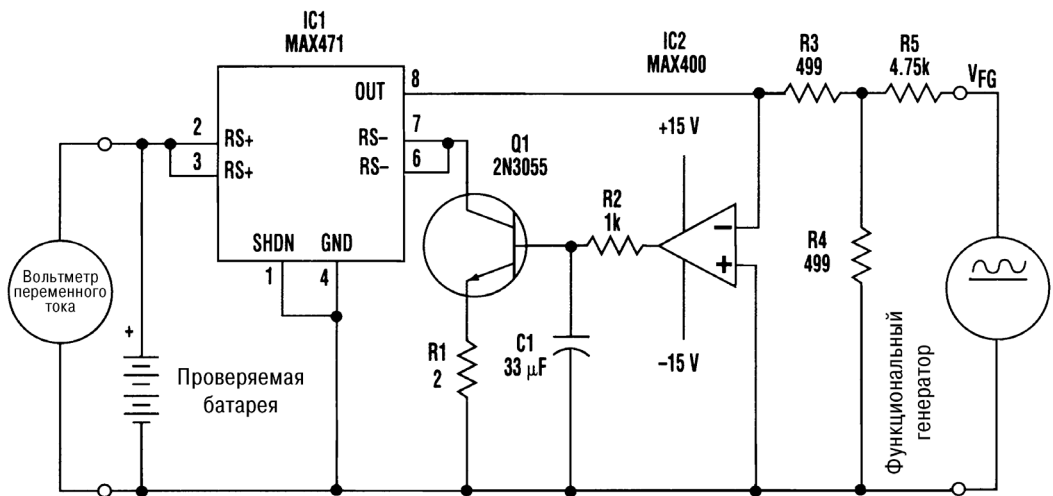 IC1
MAX471
IC2
MAX400
R3
499
R5
4.75k
V_FG
8
OUT
2
RS+
3
RS+
7
RS–
6
RS–
Q1
2N3055
+15 V
R2
1k
–
+
R4
499
SHDN
GND
1
4
Вольтметр
переменного
тока
+
Проверяемая
батарея
R1
2
C1
33 µF
–15 V
Функциональный
генератор